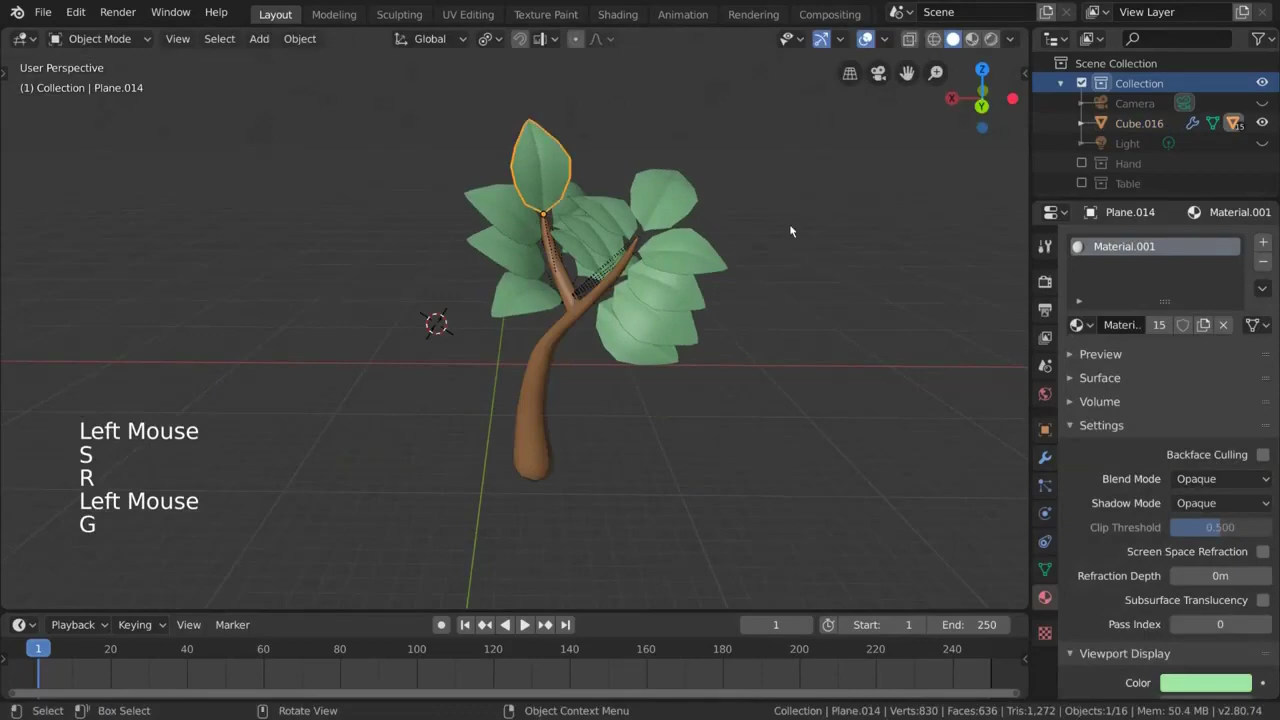 File Edit Render Window Help Layout Modeling Sculpting UV Editing Texture Paint Shading Animation Rendering Compositing Scene View Layer
Object Mode View Select Add Object Global
User Perspective
(1) Collection | Plane.014
Z
X
Y
Scene Collection
Collection
Camera
Cube.016 15
Light
Hand
Table
Plane.014 Material.001
Material.001
Materi.. 15
Preview
Surface
Volume
Settings
Backface Culling
Blend Mode Opaque
Shadow Mode Opaque
Clip Threshold 0.500
Screen Space Refraction
Refraction Depth 0m
Subsurface Translucency
Pass Index 0
Viewport Display
Color
Left Mouse
S
R
Left Mouse
G
Playback Keying View Marker 1 Start: 1 End: 250
1 20 40 60 80 100 120 140 160 180 200 220 240
Select Box Select Rotate View Object Context Menu Collection | Plane.014 | Verts:830 | Faces:636 | Tris:1,272 | Objects:1/16 | Mem: 50.4 MB | v2.80.74